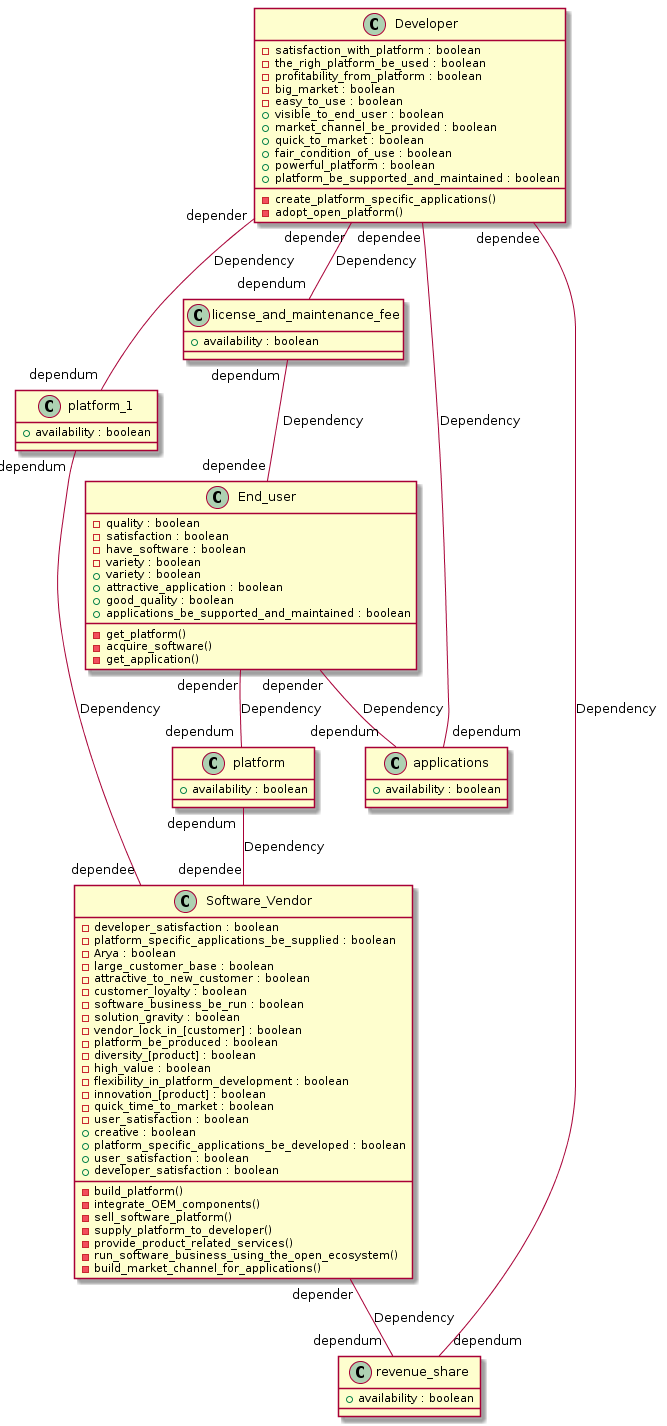 C Developer
satisfaction_with_platform : boolean
the_righ_platform_be_used : boolean
profitability_from_platform : boolean
big_market : boolean
easy_to_use : boolean
visible_to_end_user : boolean
market_channel_be_provided : boolean
quick_to_market : boolean
fair_condition_of_use : boolean
powerful_platform : boolean
platform_be_supported_and_maintained : boolean
create_platform_specific_applications()
adopt_open_platform()
depender
depender
dependee
dependee
Dependency
Dependency
dependum
C license_and_maintenance_fee
availability : boolean
dependum
dependum
C platform_1
availability : boolean
Dependency
Dependency
dependum
dependee
C End_user
quality : boolean
satisfaction : boolean
have_software : boolean
variety : boolean
variety : boolean
attractive_application : boolean
good_quality : boolean
applications_be_supported_and_maintained : boolean
get_platform()
acquire_software()
get_application()
depender
depender
Dependency
Dependency
Dependency
Dependency
dependum
dependum
dependum
C platform
availability : boolean
C applications
availability : boolean
dependum
Dependency
dependee
dependee
C Software_Vendor
developer_satisfaction : boolean
platform_specific_applications_be_supplied : boolean
Arya : boolean
large_customer_base : boolean
attractive_to_new_customer : boolean
customer_loyalty : boolean
software_business_be_run : boolean
solution_gravity : boolean
vendor_lock_in_[customer] : boolean
platform_be_produced : boolean
diversity_[product] : boolean
high_value : boolean
flexibility_in_platform_development : boolean
innovation_[product] : boolean
quick_time_to_market : boolean
user_satisfaction : boolean
creative : boolean
platform_specific_applications_be_developed : boolean
user_satisfaction : boolean
developer_satisfaction : boolean
build_platform()
integrate_OEM_components()
sell_software_platform()
supply_platform_to_developer()
provide_product_related_services()
run_software_business_using_the_open_ecosystem()
build_market_channel_for_applications()
depender
Dependency
dependum
dependum
C revenue_share
availability : boolean